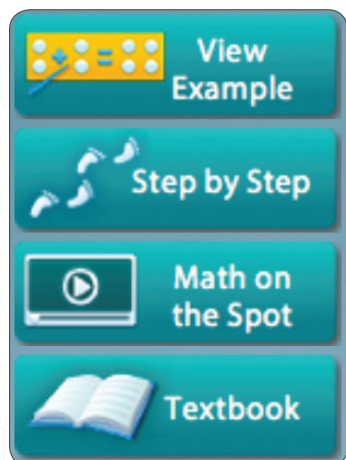 View
Example
Step by Step
Math on
the Spot
Textbook